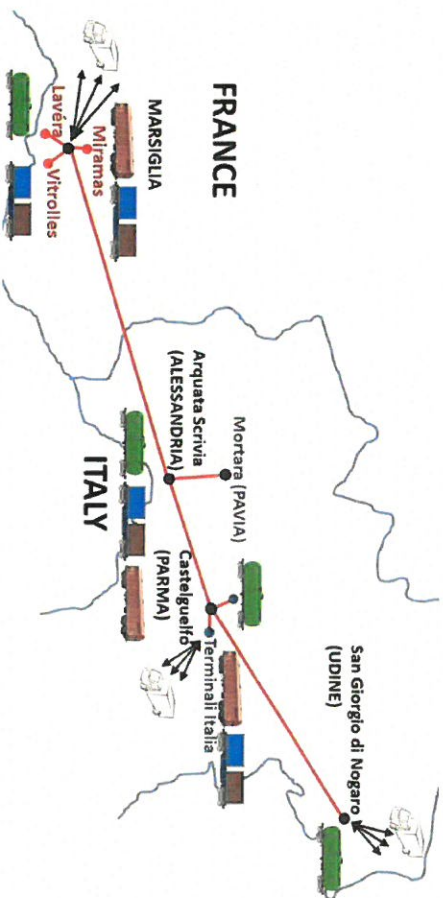 FRANCE
MARSIGLIA
Miramas
Lavéra
Vitrolles
Mortara (PAVIA)
Arquata Scrivia
(ALESSANDRIA)
ITALY
Castelguelfo
(PARMA)
Terminali Italia
San Giorgio di Nogaro
(UDINE)